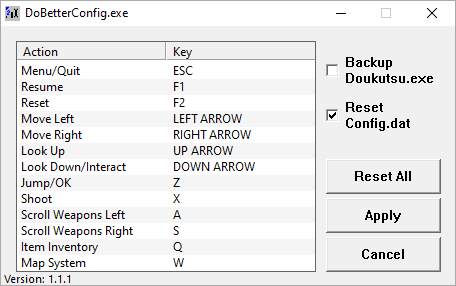 DoBetterConfig.exe
Action Key
Menu/Quit ESC
Resume F1
Reset F2
Move Left LEFT ARROW
Move Right RIGHT ARROW
Look Up UP ARROW
Look Down/Interact DOWN ARROW
Jump/OK Z
Shoot X
Scroll Weapons Left A
Scroll Weapons Right S
Item Inventory Q
Map System W
Backup
Doukutsu.exe
Reset
Config.dat
Reset All
Apply
Cancel
Version: 1.1.1